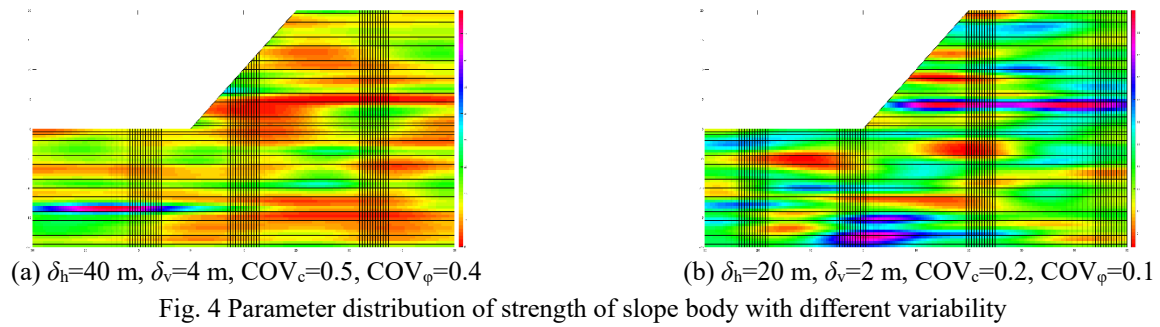 (a) δh=40 m, δv=4 m, COVc=0.5, COVφ=0.4
(b) δh=20 m, δv=2 m, COVc=0.2, COVφ=0.1
Fig. 4 Parameter distribution of strength of slope body with different variability